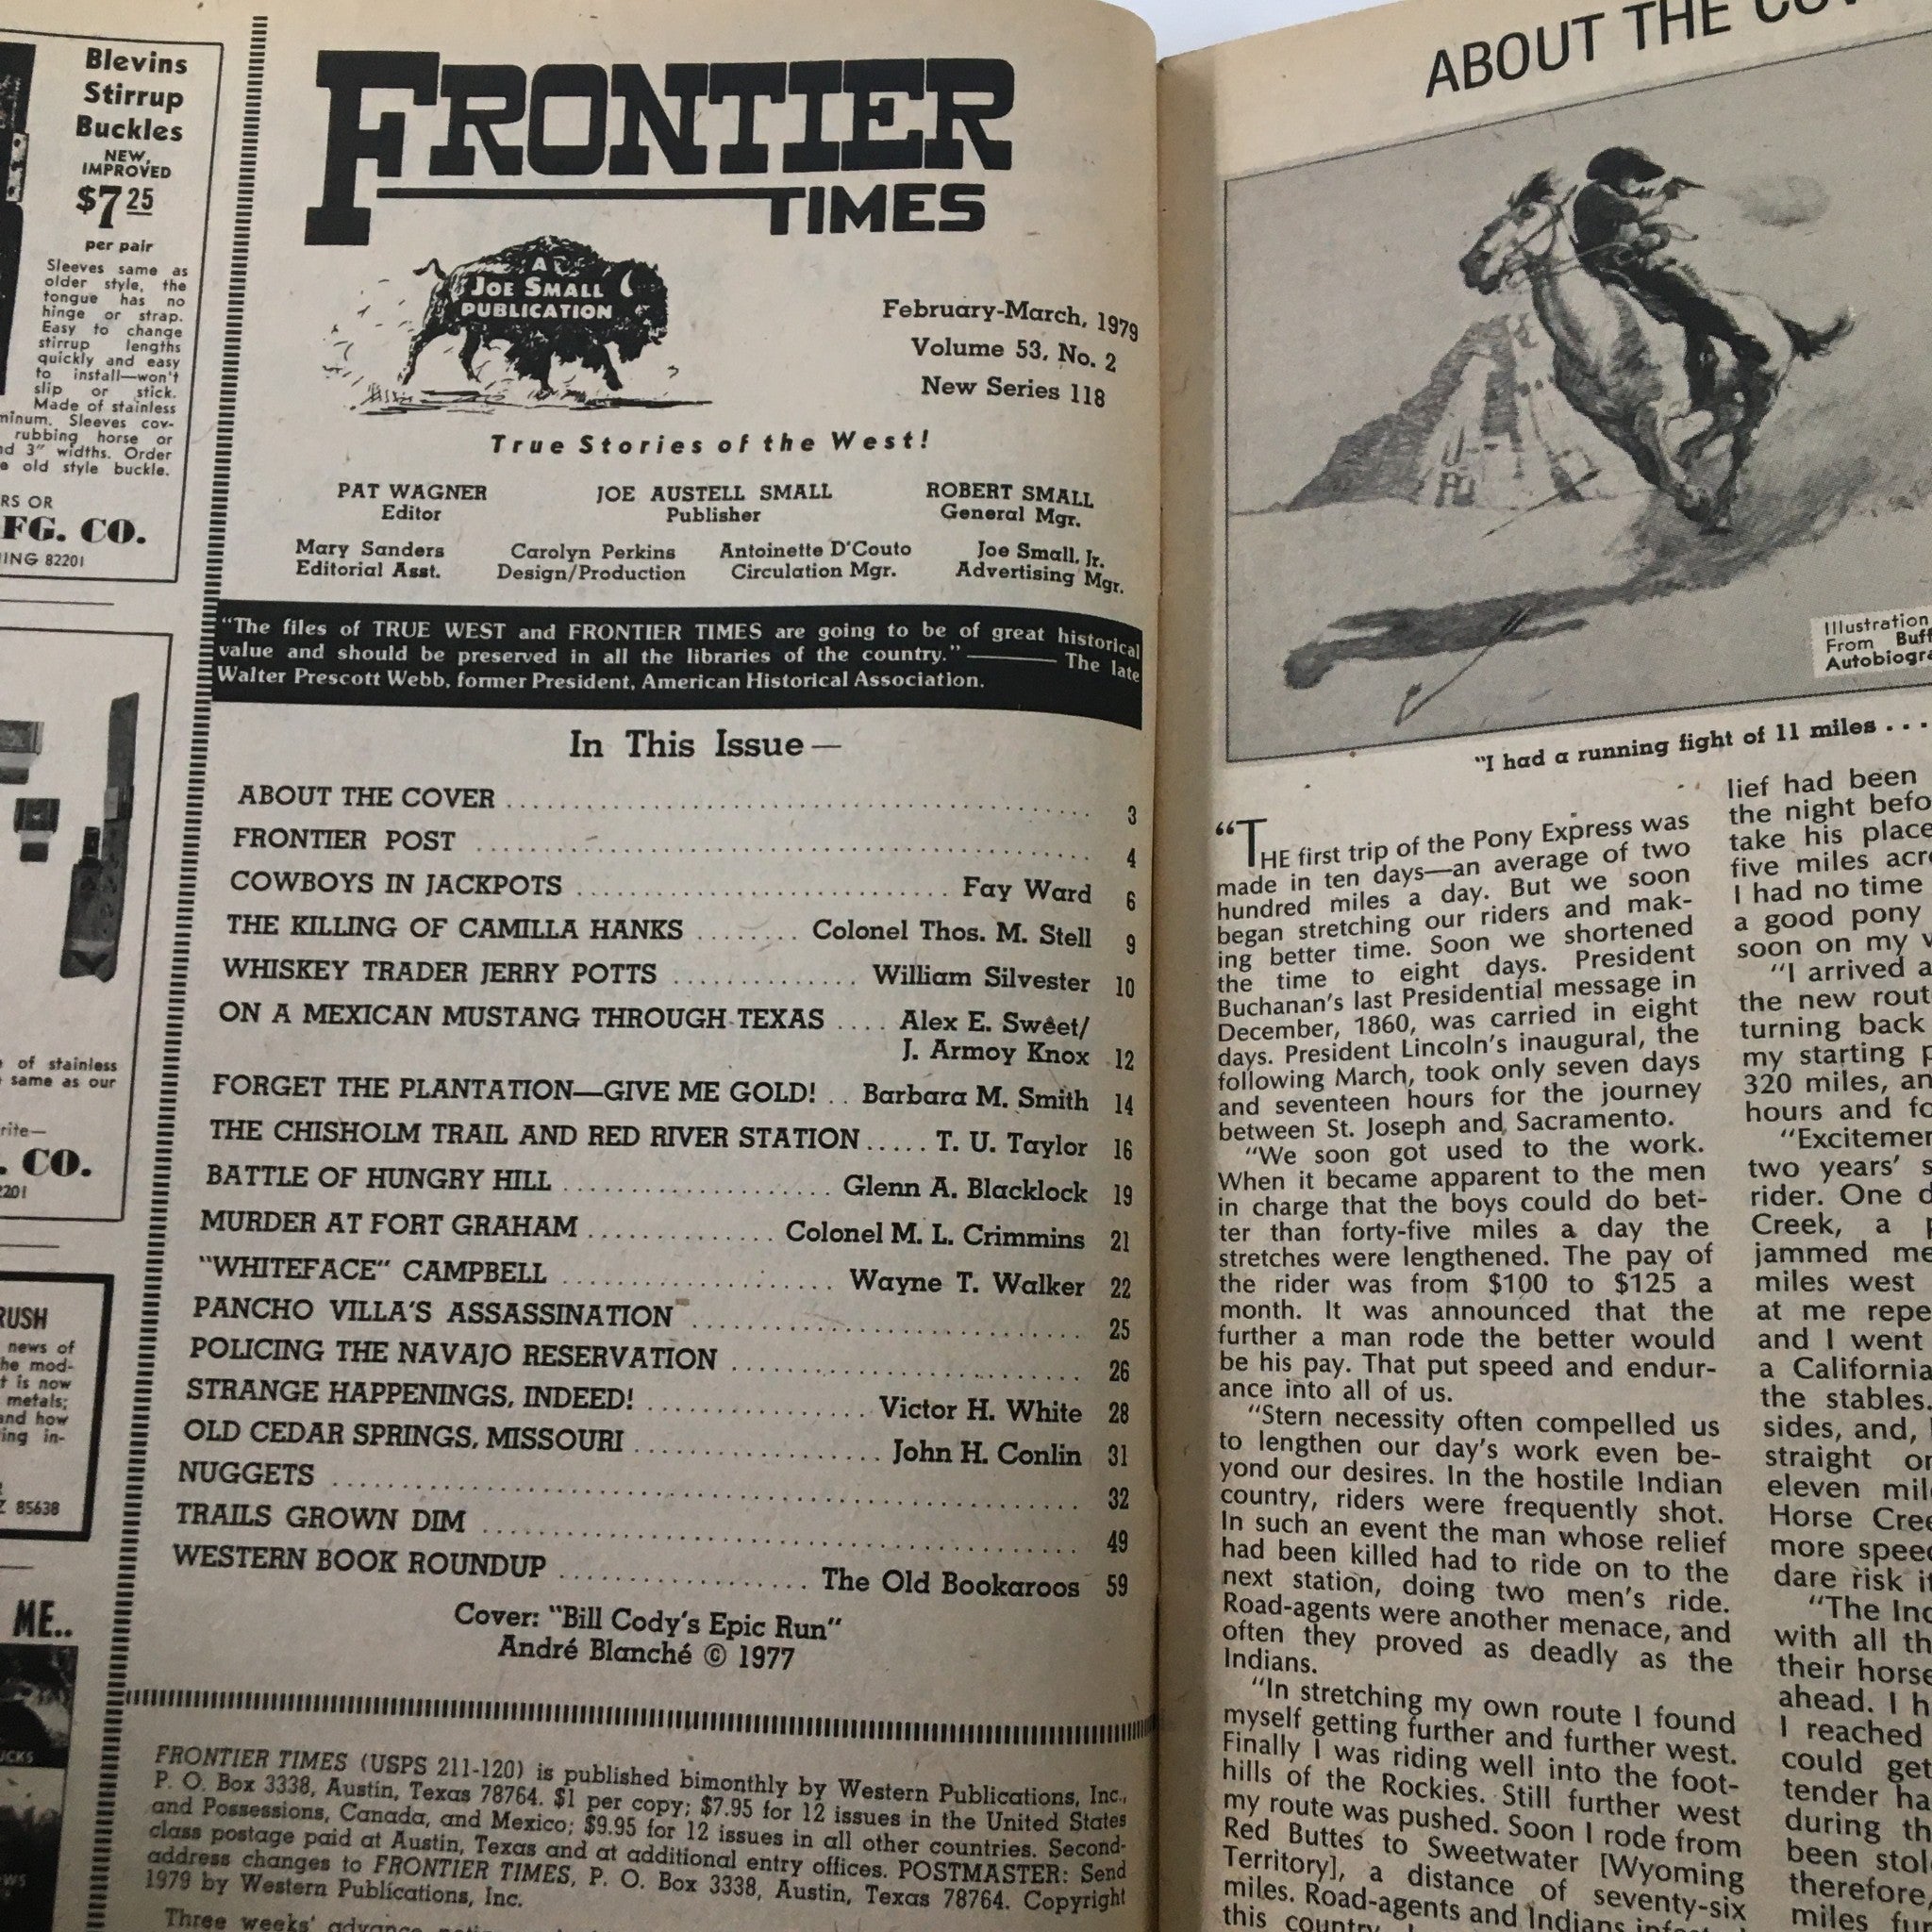 Blevins
Stirrup
Buckles
NEW,
IMPROVED
$7 25
per pair
Sleeves same as
older style, the
tongue has no
hinge or strap.
Easy to change
stirrup lengths
quickly and easy
to install—won't
slip or stick.
Made of stainless
Sleeves cov-
rubbing horse or
3" widths. Order
old style buckle.
RS OR
FG. CO.
82201
of stainless
same as our
CO.
RUSH
news of
the mod-
t is now
metals;
and how
ing in-
85638
ME..
FRONTIER
TIMES
A
JOE SMALL
PUBLICATION
February-March, 1979
Volume 53, No. 2
New Series 118
True Stories of the West!
PAT WAGNER JOE AUSTELL SMALL ROBERT SMALL
Editor Publisher General Mgr.
Mary Sanders Carolyn Perkins Antoinette D'Couto Joe Small, Jr.
Editorial Asst. Design/Production Circulation Mgr. Advertising Mgr.
"The files of TRUE WEST and FRONTIER TIMES are going to be of great historical
value and should be preserved in all the libraries of the country." ——— The late
Walter Prescott Webb, former President, American Historical Association.
In This Issue—
ABOUT THE COVER 3
FRONTIER POST 4
COWBOYS IN JACKPOTS Fay Ward 6
THE KILLING OF CAMILLA HANKS Colonel Thos. M. Stell 9
WHISKEY TRADER JERRY POTTS William Silvester 10
ON A MEXICAN MUSTANG THROUGH TEXAS Alex E. Sweet/
J. Armoy Knox 12
FORGET THE PLANTATION—GIVE ME GOLD! Barbara M. Smith 14
THE CHISHOLM TRAIL AND RED RIVER STATION T. U. Taylor 16
BATTLE OF HUNGRY HILL Glenn A. Blacklock 19
MURDER AT FORT GRAHAM Colonel M. L. Crimmins 21
"WHITEFACE" CAMPBELL Wayne T. Walker 22
PANCHO VILLA'S ASSASSINATION 25
POLICING THE NAVAJO RESERVATION 26
STRANGE HAPPENINGS, INDEED! Victor H. White 28
OLD CEDAR SPRINGS, MISSOURI John H. Conlin 31
NUGGETS 32
TRAILS GROWN DIM 49
WESTERN BOOK ROUNDUP The Old Bookaroos 59
Cover: "Bill Cody's Epic Run"
André Blanché © 1977
FRONTIER TIMES (USPS 211-120) is published bimonthly by Western Publications, Inc.,
P. O. Box 3338, Austin, Texas 78764. $1 per copy; $7.95 for 12 issues in the United States
and Possessions, Canada, and Mexico; $9.95 for 12 issues in all other countries. Second-
class postage paid at Austin, Texas and at additional entry offices. POSTMASTER: Send
address changes to FRONTIER TIMES, P. O. Box 3338, Austin, Texas 78764. Copyright
1979 by Western Publications, Inc.
Three weeks' advance
ABOUT THE
Illustration
From Buff
Autobiogra
"I had a running fight of 11 miles . . .
"THE first trip of the Pony Express was
made in ten days—an average of two
hundred miles a day. But we soon
began stretching our riders and mak-
ing better time. Soon we shortened
the time to eight days. President
Buchanan's last Presidential message in
December, 1860, was carried in eight
days. President Lincoln's inaugural, the
following March, took only seven days
and seventeen hours for the journey
between St. Joseph and Sacramento.
"We soon got used to the work.
When it became apparent to the men
in charge that the boys could do bet-
ter than forty-five miles a day the
stretches were lengthened. The pay of
the rider was from $100 to $125 a
month. It was announced that the
further a man rode the better would
be his pay. That put speed and endur-
ance into all of us.
"Stern necessity often compelled us
to lengthen our day's work even be-
yond our desires. In the hostile Indian
country, riders were frequently shot.
In such an event the man whose relief
had been killed had to ride on to the
next station, doing two men's ride.
Road-agents were another menace, and
often they proved as deadly as the
Indians.
"In stretching my own route I found
myself getting further and further west.
Finally I was riding well into the foot-
hills of the Rockies. Still further west
my route was pushed. Soon I rode from
Red Buttes to Sweetwater [Wyoming
Territory], a distance of seventy-six
miles. Road-agents and Indians
this country
lief had been
the night befo
take his place
five miles acr
I had no time
a good pony
soon on my
"I arrived a
the new rout
turning back
my starting p
320 miles, an
hours and fo
"Excitemen
two years' s
rider. One d
Creek, a p
jammed me
miles west
at me repe
and I went
a California
the stables.
sides, and,
straight or
eleven mil
Horse Cree
more speed
dare risk it
"The Ind
with all th
their horse
ahead. I h
I reached
could get
tender ha
during th
been stol
therefore,
miles fu